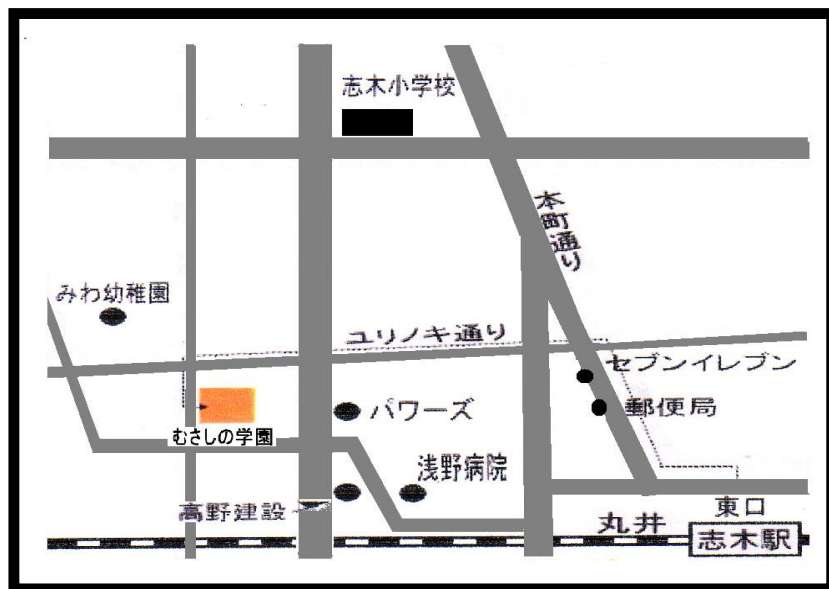 志木小学校
本町通り
みわ幼稚園
ユリノキ通り
セブンイレブン
パワーズ
郵便局
むさしの学園
浅野病院
高野建設
東口
丸井
志木駅